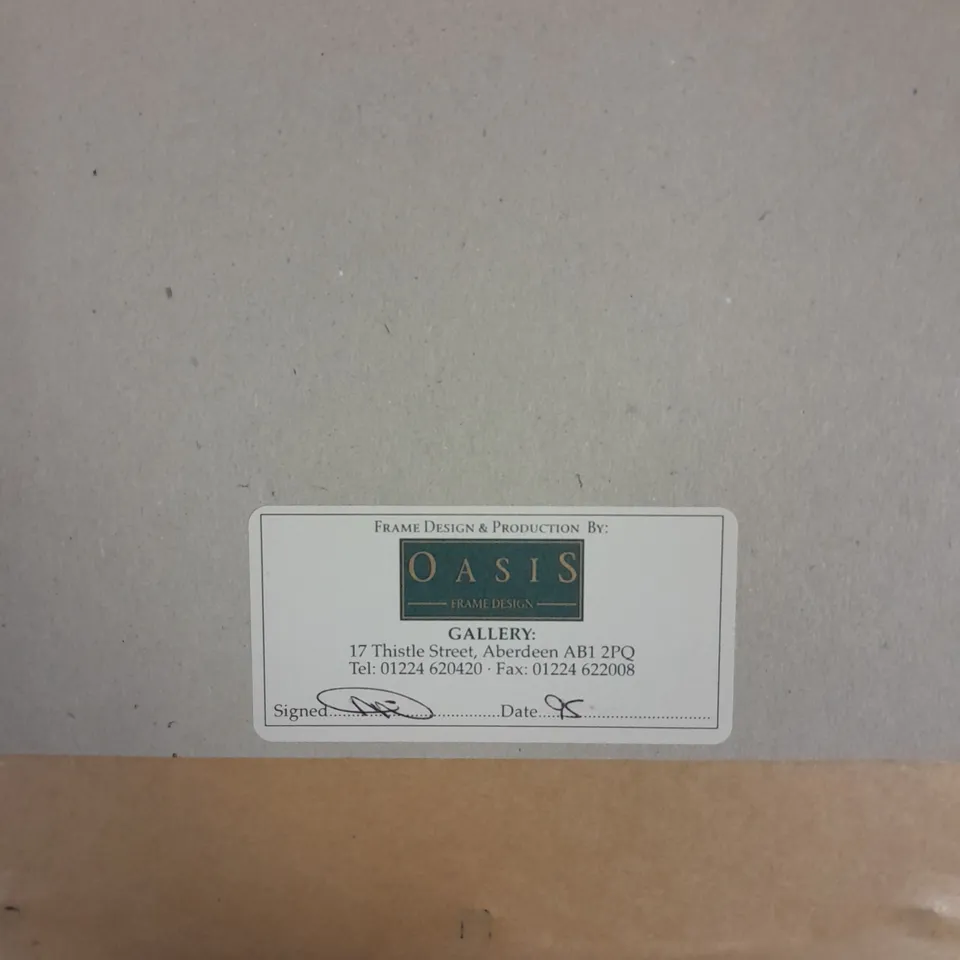 FRAME DESIGN & PRODUCTION BY:
OASIS
FRAME DESIGN
GALLERY:
17 Thistle Street, Aberdeen AB1 2PQ
Tel: 01224 620420 · Fax: 01224 622008
Signed.......................................Date..95.........................